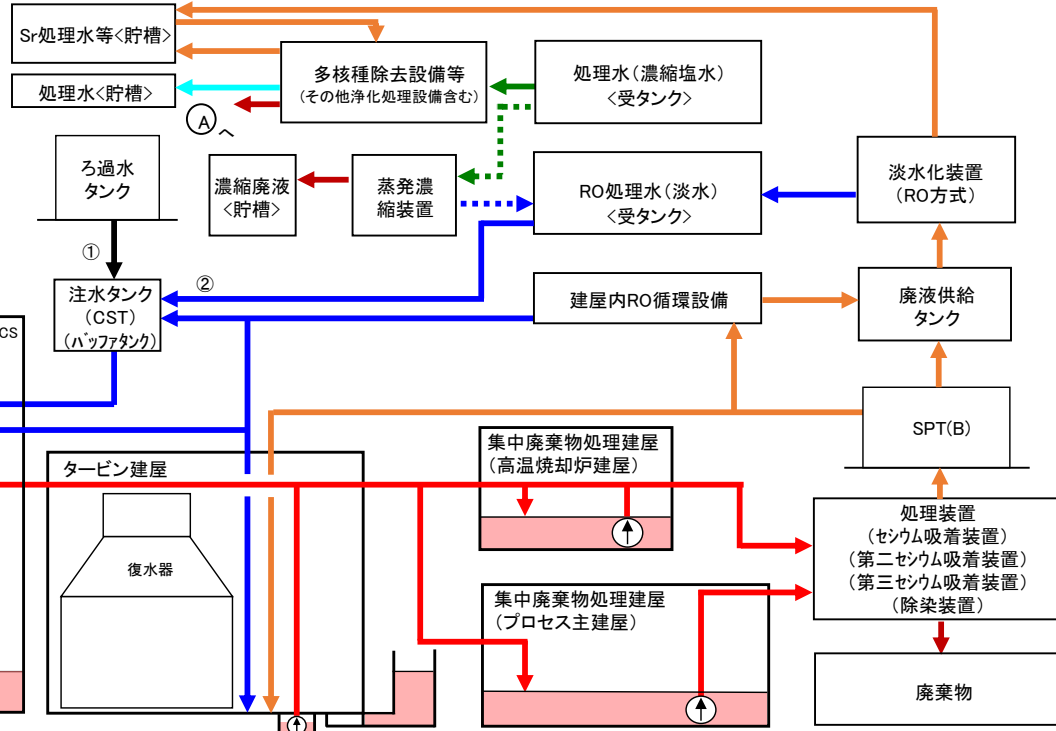 Sr処理水等<貯槽>
処理水<貯槽>
多核種除去設備等
(その他浄化処理設備含む)
処理水(濃縮塩水)
<受タンク>
A へ
ろ過水
タンク
濃縮廃液
<貯槽>
蒸発濃
縮装置
RO処理水(淡水)
<受タンク>
淡水化装置
(RO方式)
①
②
注水タンク
(CST)
(バッファタンク)
建屋内RO循環設備
廃液供給
タンク
CS
SPT(B)
タービン建屋
復水器
集中廃棄物処理建屋
(高温焼却炉建屋)
集中廃棄物処理建屋
(プロセス主建屋)
処理装置
(セシウム吸着装置)
(第二セシウム吸着装置)
(第三セシウム吸着装置)
(除染装置)
廃棄物